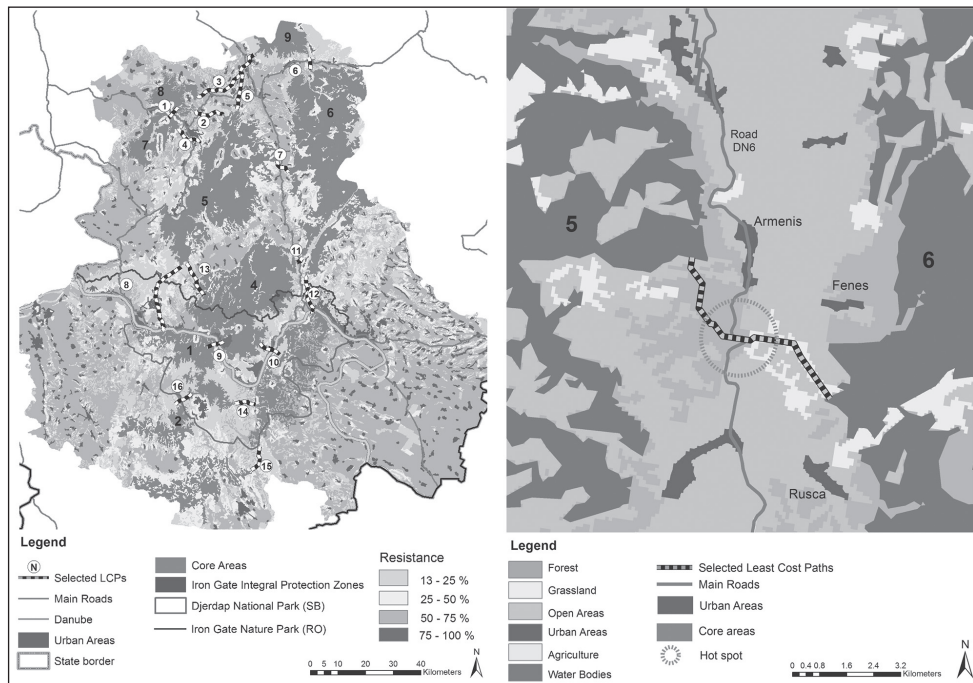 9
8
3
6
1
5
2
6
7
4
7
5
11
13
8
4
12
1
9
10
16
2
14
15
Legend
N
Selected LCPs
Main Roads
Danube
Urban Areas
State border
Core Areas
Iron Gate Integral Protection Zones
Djerdap National Park (SB)
Iron Gate Nature Park (RO)
Resistance
13 - 25 %
25 - 50 %
50 - 75 %
75 - 100 %
0 5 10 20 30 40
Kilometers
N
Road
DN6
5
Armenis
6
Fenes
Rusca
Legend
Forest
Grassland
Open Areas
Urban Areas
Agriculture
Water Bodies
Selected Least Cost Paths
Main Roads
Urban Areas
Core areas
Hot spot
0 0.4 0.8 1.6 2.4 3.2
Kilometers
N